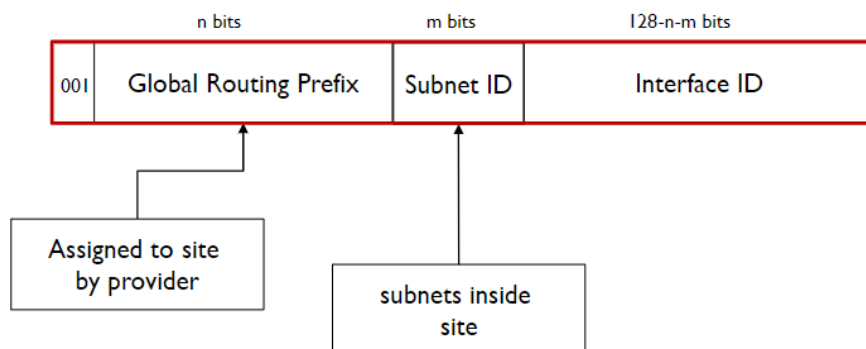 n bits m bits 128-n-m bits
001 Global Routing Prefix Subnet ID Interface ID
Assigned to site
by provider
subnets inside
site